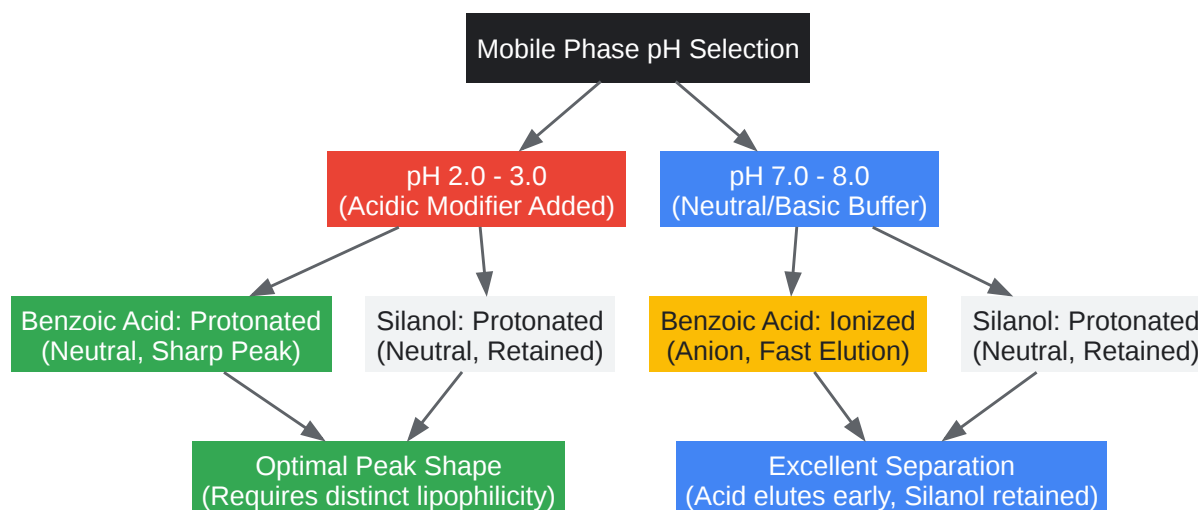 Mobile Phase pH Selection
pH 2.0 - 3.0
(Acidic Modifier Added)
pH 7.0 - 8.0
(Neutral/Basic Buffer)
Benzoic Acid: Protonated
(Neutral, Sharp Peak)
Silanol: Protonated
(Neutral, Retained)
Benzoic Acid: Ionized
(Anion, Fast Elution)
Silanol: Protonated
(Neutral, Retained)
Optimal Peak Shape
(Requires distinct lipophilicity)
Excellent Separation
(Acid elutes early, Silanol retained)